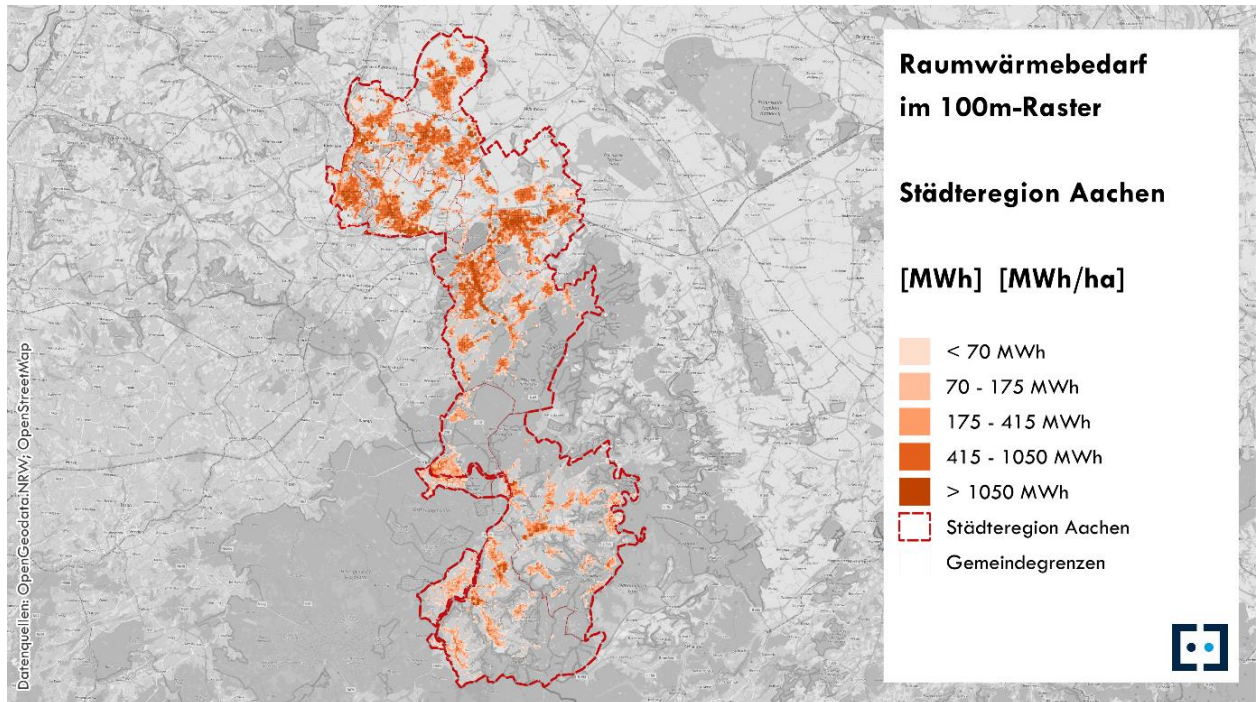 Raumwärmebedarf
im 100m-Raster
Städteregion Aachen
[MWh] [MWh/ha]
< 70 MWh
70 - 175 MWh
175 - 415 MWh
415 - 1050 MWh
> 1050 MWh
Städteregion Aachen
Gemeindegrenzen
Datenquellen: OpenGeodata.NRW; OpenStreetMap